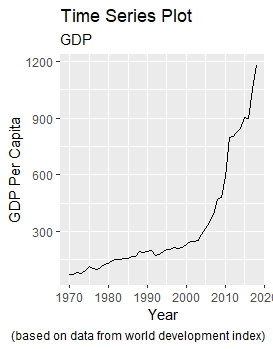 Time Series Plot
GDP
1200
900
600
300
GDP Per Capita
1970 1980 1990 2000 2010 2020
Year
(based on data from world development index)